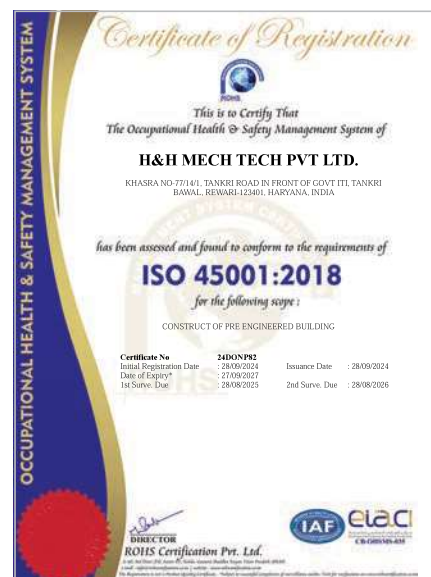 OCCUPATIONAL HEALTH & SAFETY MANAGEMENT SYSTEM
Certificate of Registration
ROHS
This is to Certify That
The Occupational Health & Safety Management System of
H&H MECH TECH PVT LTD.
KHASRA NO-77/14/1, TANKRI ROAD IN FRONT OF GOVT ITI, TANKRI
BAWAL, REWARI-123401, HARYANA, INDIA
has been assessed and found to conform to the requirements of
ISO 45001:2018
for the following scope :
CONSTRUCT OF PRE ENGINEERED BUILDING
Certificate No 24DONP82
Initial Registration Date : 28/09/2024 Issuance Date : 28/09/2024
Date of Expiry* : 27/09/2027
1st Surve. Due : 28/08/2025 2nd Surve. Due : 28/08/2026
DIRECTOR
ROHS Certification Pvt. Ltd.
IAF
eiaci